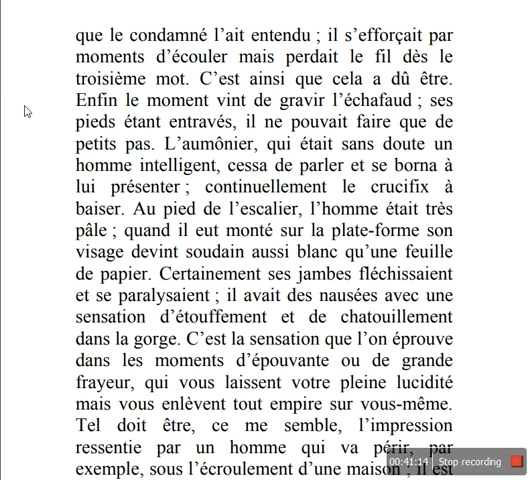 que le condamné l’ait entendu ; il s’efforçait par
moments d’écouler mais perdait le fil dès le
troisième mot. C’est ainsi que cela a dû être.
Enfin le moment vint de gravir l’échafaud ; ses
pieds étant entravés, il ne pouvait faire que de
petits pas. L’aumônier, qui était sans doute un
homme intelligent, cessa de parler et se borna à
lui présenter ; continuellement le crucifix à
baiser. Au pied de l’escalier, l’homme était très
pâle ; quand il eut monté sur la plate-forme son
visage devint soudain aussi blanc qu’une feuille
de papier. Certainement ses jambes fléchissaient
et se paralysaient ; il avait des nausées avec une
sensation d’étouffement et de chatouillement
dans la gorge. C’est la sensation que l’on éprouve
dans les moments d’épouvante ou de grande
frayeur, qui vous laissent votre pleine lucidité
mais vous enlèvent tout empire sur vous-même.
Tel doit être, ce me semble, l’impression
ressentie par un homme qui va périr, par
exemple, sous l’écroulement d’une maison ; il est
00:41:14 | Stop recording